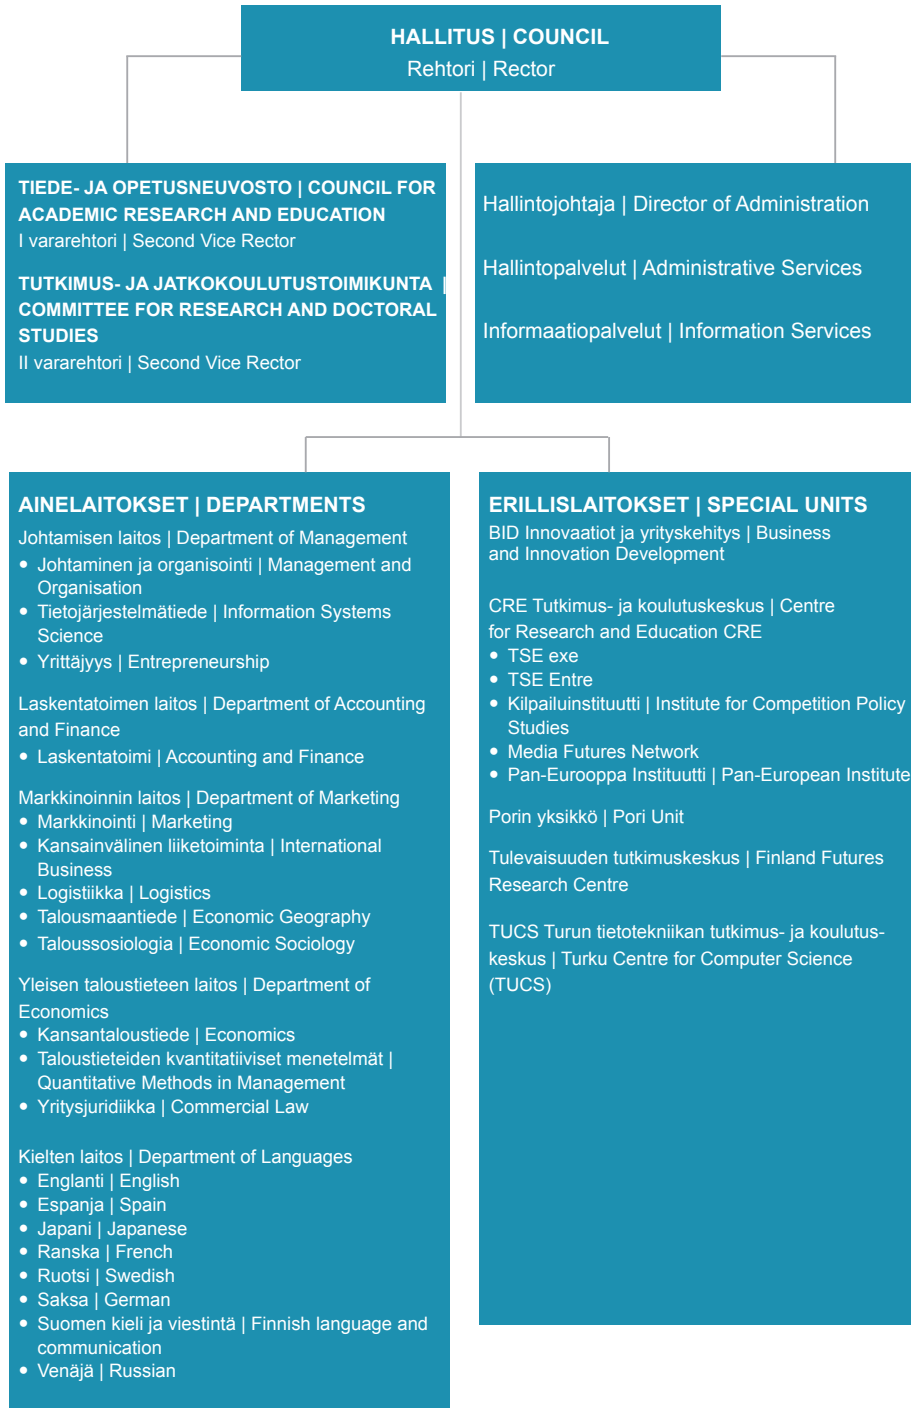 HALLITUS | COUNCIL
Rehtori | Rector
TIEDE- JA OPETUSNEUVOSTO | COUNCIL FOR
ACADEMIC RESEARCH AND EDUCATION
I vararehtori | Second Vice Rector
TUTKIMUS- JA JATKOKOULUTUSTOIMIKUNTA |
COMMITTEE FOR RESEARCH AND DOCTORAL
STUDIES
II vararehtori | Second Vice Rector
Hallintojohtaja | Director of Administration
Hallintopalvelut | Administrative Services
Informaatiopalvelut | Information Services
AINELAITOKSET | DEPARTMENTS
Johtamisen laitos | Department of Management
• Johtaminen ja organisointi | Management and
Organisation
• Tietojärjestelmätiede | Information Systems
Science
• Yrittäjyys | Entrepreneurship
Laskentatoimen laitos | Department of Accounting
and Finance
• Laskentatoimi | Accounting and Finance
Markkinoinnin laitos | Department of Marketing
• Markkinointi | Marketing
• Kansainvälinen liiketoiminta | International
Business
• Logistiikka | Logistics
• Talousmaantiede | Economic Geography
• Taloussosiologia | Economic Sociology
Yleisen taloustieteen laitos | Department of
Economics
• Kansantaloustiede | Economics
• Taloustieteiden kvantitatiiviset menetelmät |
Quantitative Methods in Management
• Yritysjuridiikka | Commercial Law
Kielten laitos | Department of Languages
• Englanti | English
• Espanja | Spain
• Japani | Japanese
• Ranska | French
• Ruotsi | Swedish
• Saksa | German
• Suomen kieli ja viestintä | Finnish language and
communication
• Venäjä | Russian
ERILLISLAITOKSET | SPECIAL UNITS
BID Innovaatiot ja yrityskehitys | Business
and Innovation Development
CRE Tutkimus- ja koulutuskeskus | Centre
for Research and Education CRE
• TSE exe
• TSE Entre
• Kilpailuinstituutti | Institute for Competition Policy
Studies
• Media Futures Network
• Pan-Eurooppa Instituutti | Pan-European Institute
Porin yksikkö | Pori Unit
Tulevaisuuden tutkimuskeskus | Finland Futures
Research Centre
TUCS Turun tietotekniikan tutkimus- ja koulutus-
keskus | Turku Centre for Computer Science
(TUCS)